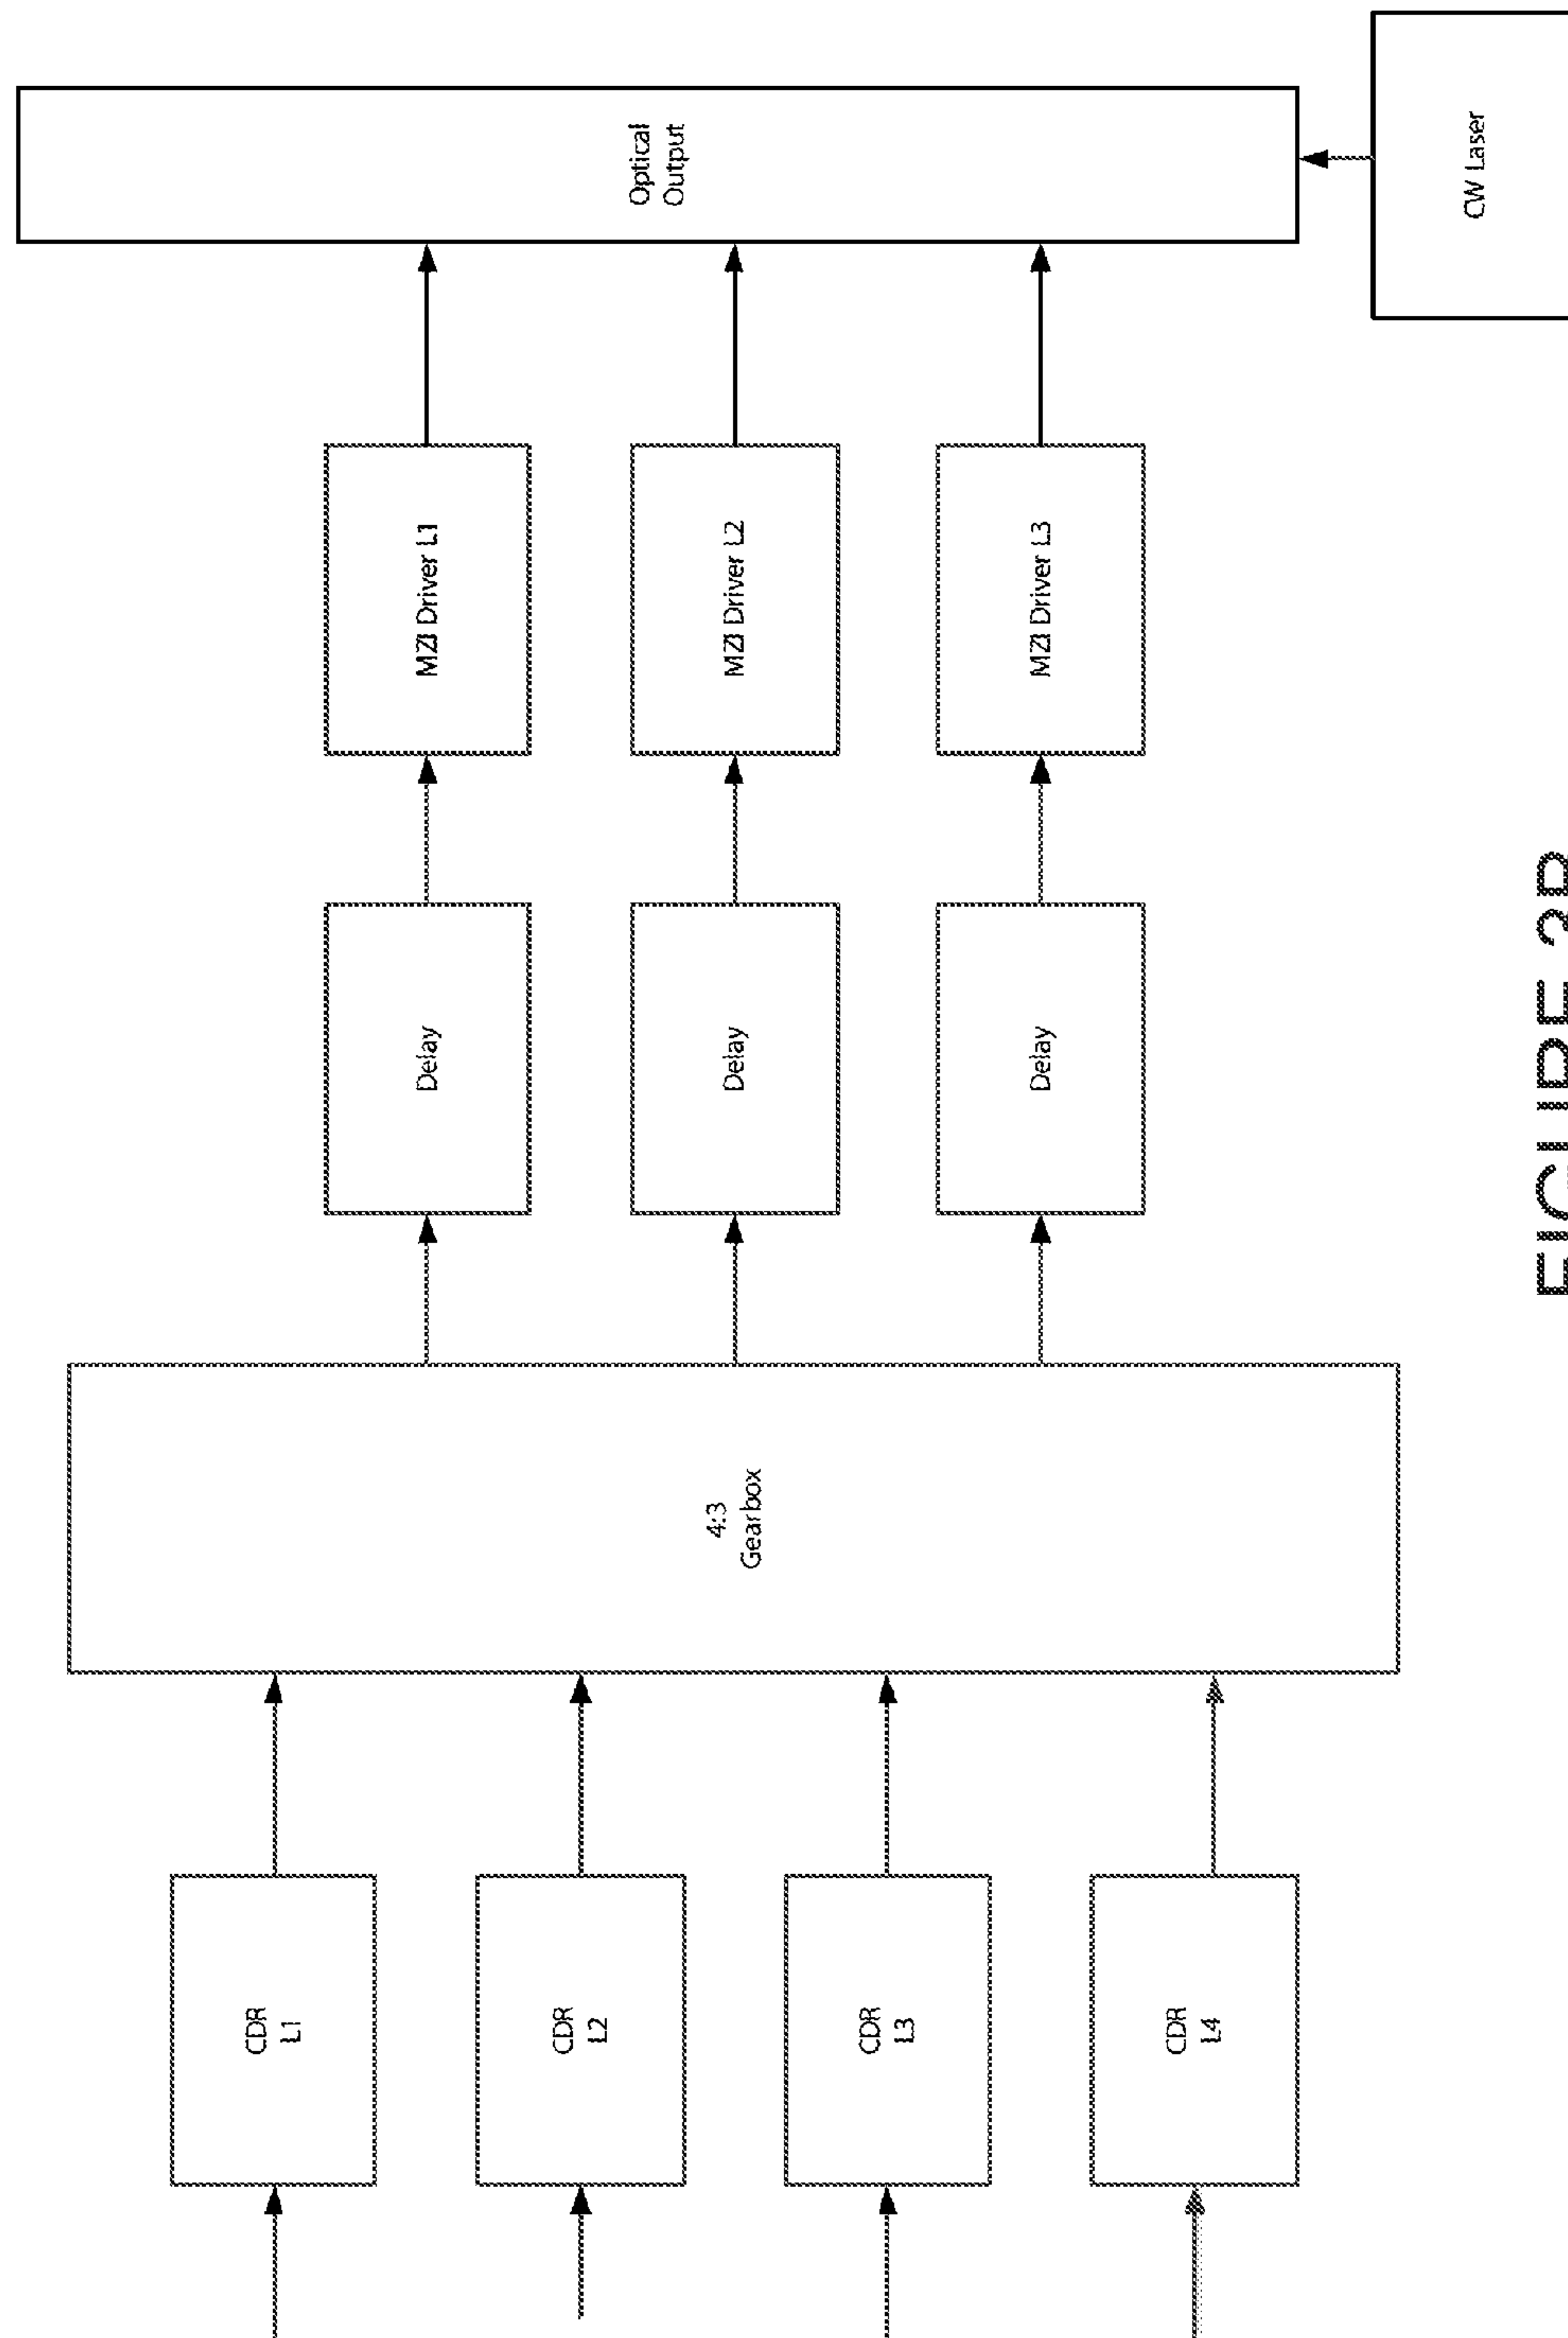 CDR
L1
CDR
L2
CDR
L3
CDR
L4
4:3
Gearbox
Delay
Delay
Delay
MZI Driver L1
MZI Driver L2
MZI Driver L3
Optical
Output
CW Laser
FIGURE